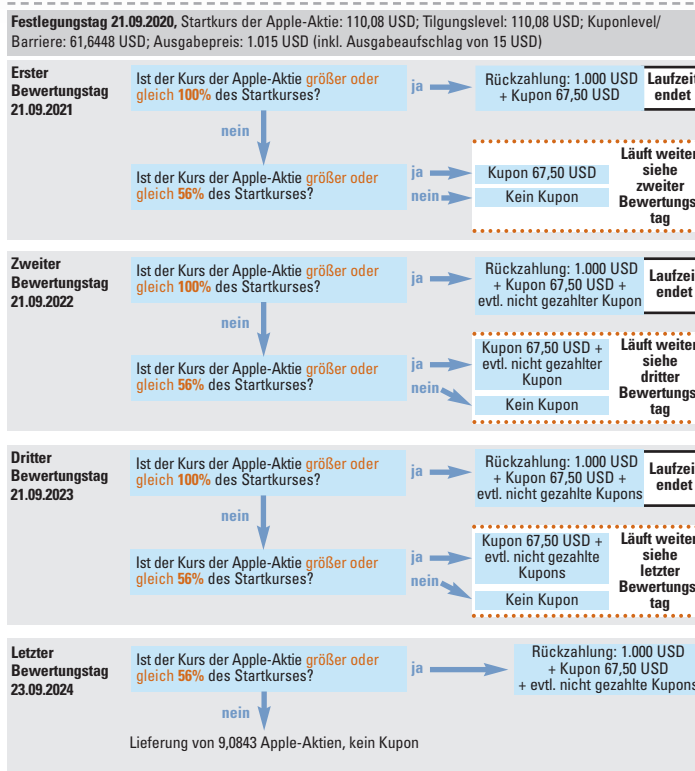 Festlegungstag 21.09.2020, Startkurs der Apple-Aktie: 110,08 USD; Tilgungslevel: 110,08 USD; Kuponlevel/
Barriere: 61,6448 USD; Ausgabepreis: 1.015 USD (inkl. Ausgabeaufschlag von 15 USD)
Erster
Bewertungstag
21.09.2021
Ist der Kurs der Apple-Aktie größer oder
gleich 100% des Startkurses?
ja
Rückzahlung: 1.000 USD
+ Kupon 67,50 USD
Laufzeit
endet
nein
Ist der Kurs der Apple-Aktie größer oder
gleich 56% des Startkurses?
ja
nein
Kupon 67,50 USD
Kein Kupon
Läuft weiter
siehe
zweiter
Bewertungs
tag
Zweiter
Bewertungstag
21.09.2022
Ist der Kurs der Apple-Aktie größer oder
gleich 100% des Startkurses?
ja
Rückzahlung: 1.000 USD
+ Kupon 67,50 USD +
evtl. nicht gezahlter Kupon
Laufzeit
endet
nein
Ist der Kurs der Apple-Aktie größer oder
gleich 56% des Startkurses?
ja
nein
Kupon 67,50 USD +
evtl. nicht gezahlter
Kupon
Kein Kupon
Läuft weiter
siehe
dritter
Bewertungs
tag
Dritter
Bewertungstag
21.09.2023
Ist der Kurs der Apple-Aktie größer oder
gleich 100% des Startkurses?
ja
Rückzahlung: 1.000 USD
+ Kupon 67,50 USD +
evtl. nicht gezahlte Kupons
Laufzeit
endet
nein
Ist der Kurs der Apple-Aktie größer oder
gleich 56% des Startkurses?
ja
nein
Kupon 67,50 USD +
evtl. nicht gezahlte
Kupons
Kein Kupon
Läuft weiter
siehe
letzter
Bewertungs
tag
Letzter
Bewertungstag
23.09.2024
Ist der Kurs der Apple-Aktie größer oder
gleich 56% des Startkurses?
ja
Rückzahlung: 1.000 USD
+ Kupon 67,50 USD
+ evtl. nicht gezahlte Kupons
nein
Lieferung von 9,0843 Apple-Aktien, kein Kupon